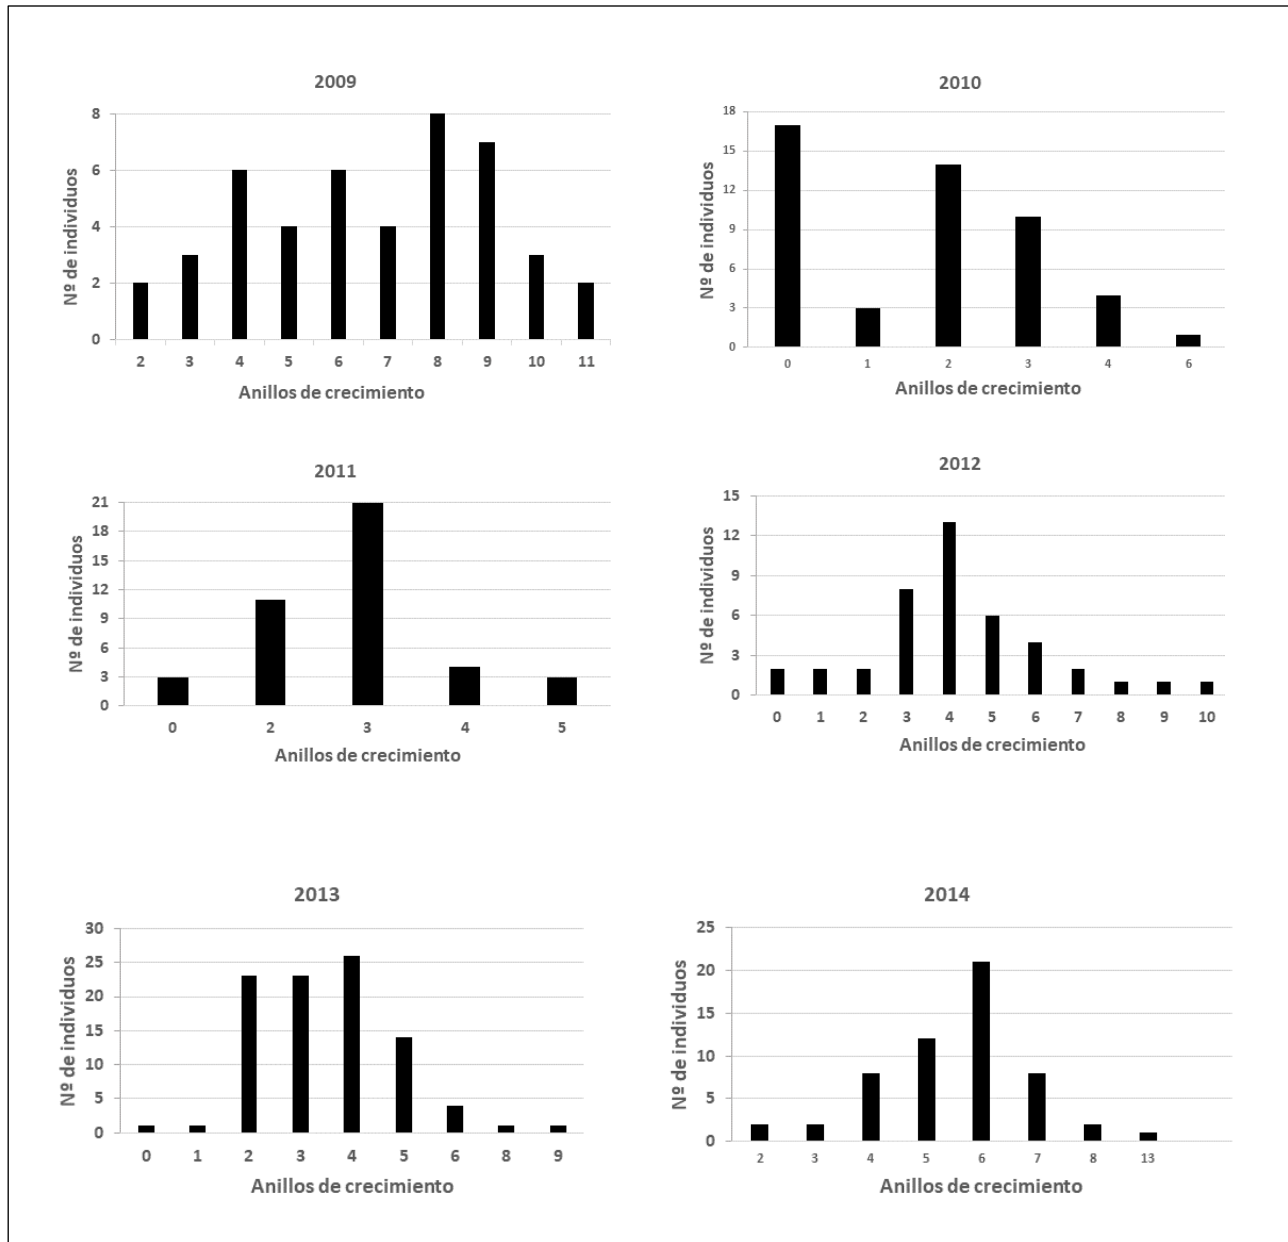 2009
8
6
4
2
0
Nº de individuos
2 3 4 5 6 7 8 9 10 11
Anillos de crecimiento
2010
18
15
12
9
6
3
0
Nº de individuos
0 1 2 3 4 6
Anillos de crecimiento
2011
21
18
15
12
9
6
3
0
Nº de individuos
0 2 3 4 5
Anillos de crecimiento
2012
15
12
9
6
3
0
Nº de individuos
0 1 2 3 4 5 6 7 8 9 10
Anillos de crecimiento
2013
30
25
20
15
10
5
0
Nº de individuos
0 1 2 3 4 5 6 8 9
Anillos de crecimiento
2014
25
20
15
10
5
0
Nº de individuos
2 3 4 5 6 7 8 13
Anillos de crecimiento